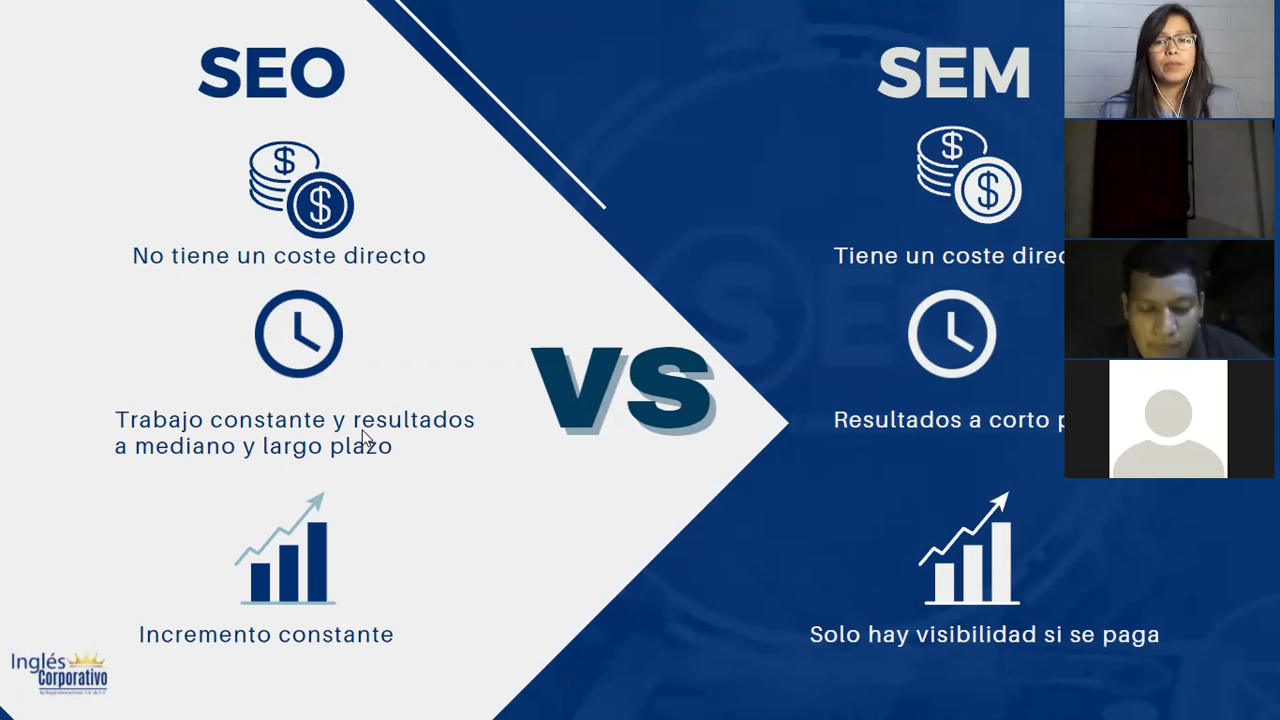 SEO
No tiene un coste directo
Trabajo constante y resultados
a mediano y largo plazo
Incremento constante
VS
SEM
Tiene un coste
Resultados a corto
Solo hay visibilidad si se paga
Inglés
Corporativo